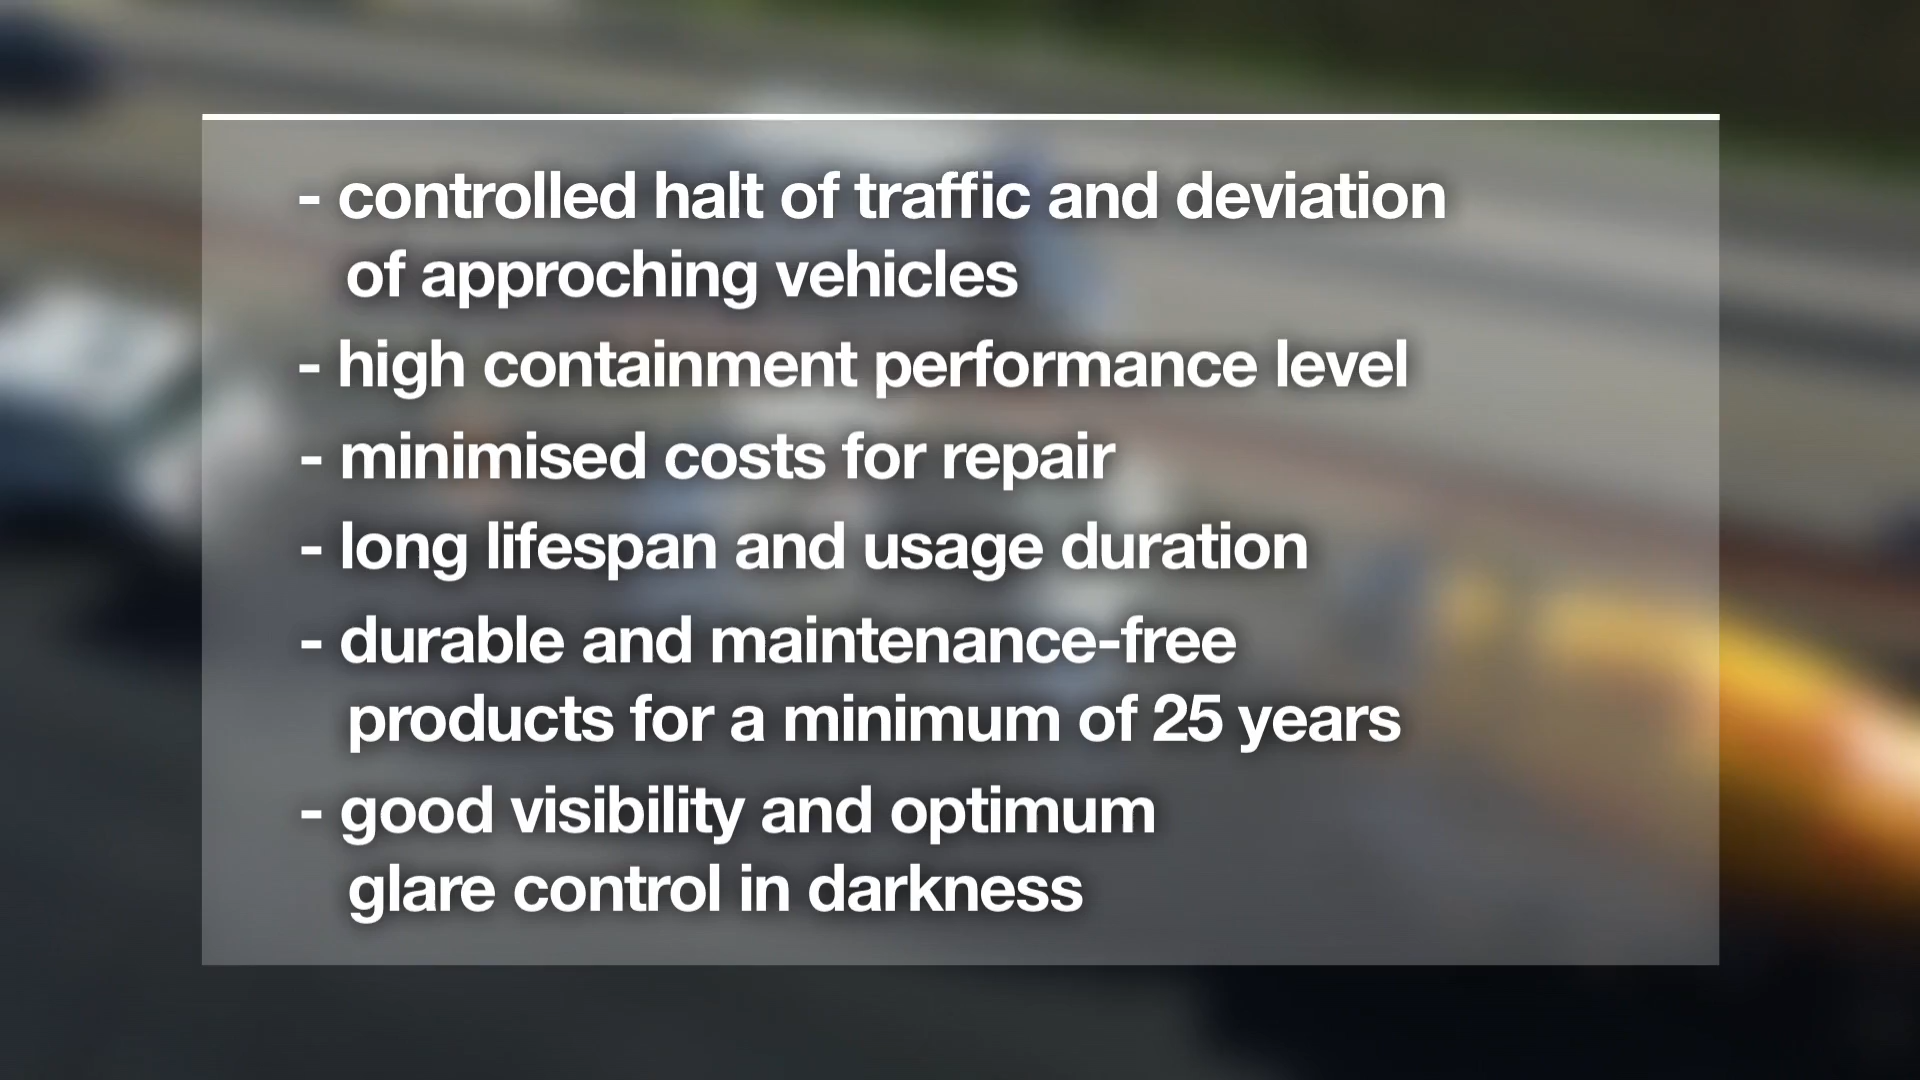 - controlled halt of traffic and deviation
of approching vehicles
- high containment performance level
- minimised costs for repair
- long lifespan and usage duration
- durable and maintenance-free
products for a minimum of 25 years
- good visibility and optimum
glare control in darkness